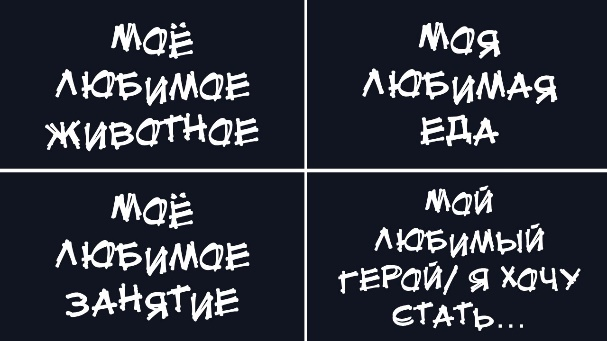 МОЁ
ЛЮБИМОЕ
ЖИВОТНОЕ
МОЯ
ЛЮБИМАЯ
ЕДА
МОЁ
ЛЮБИМОЕ
ЗАНЯТИЕ
МОЙ
ЛЮБИМЫЙ
ГЕРОЙ/ Я ХОЧУ
СТАТЬ...